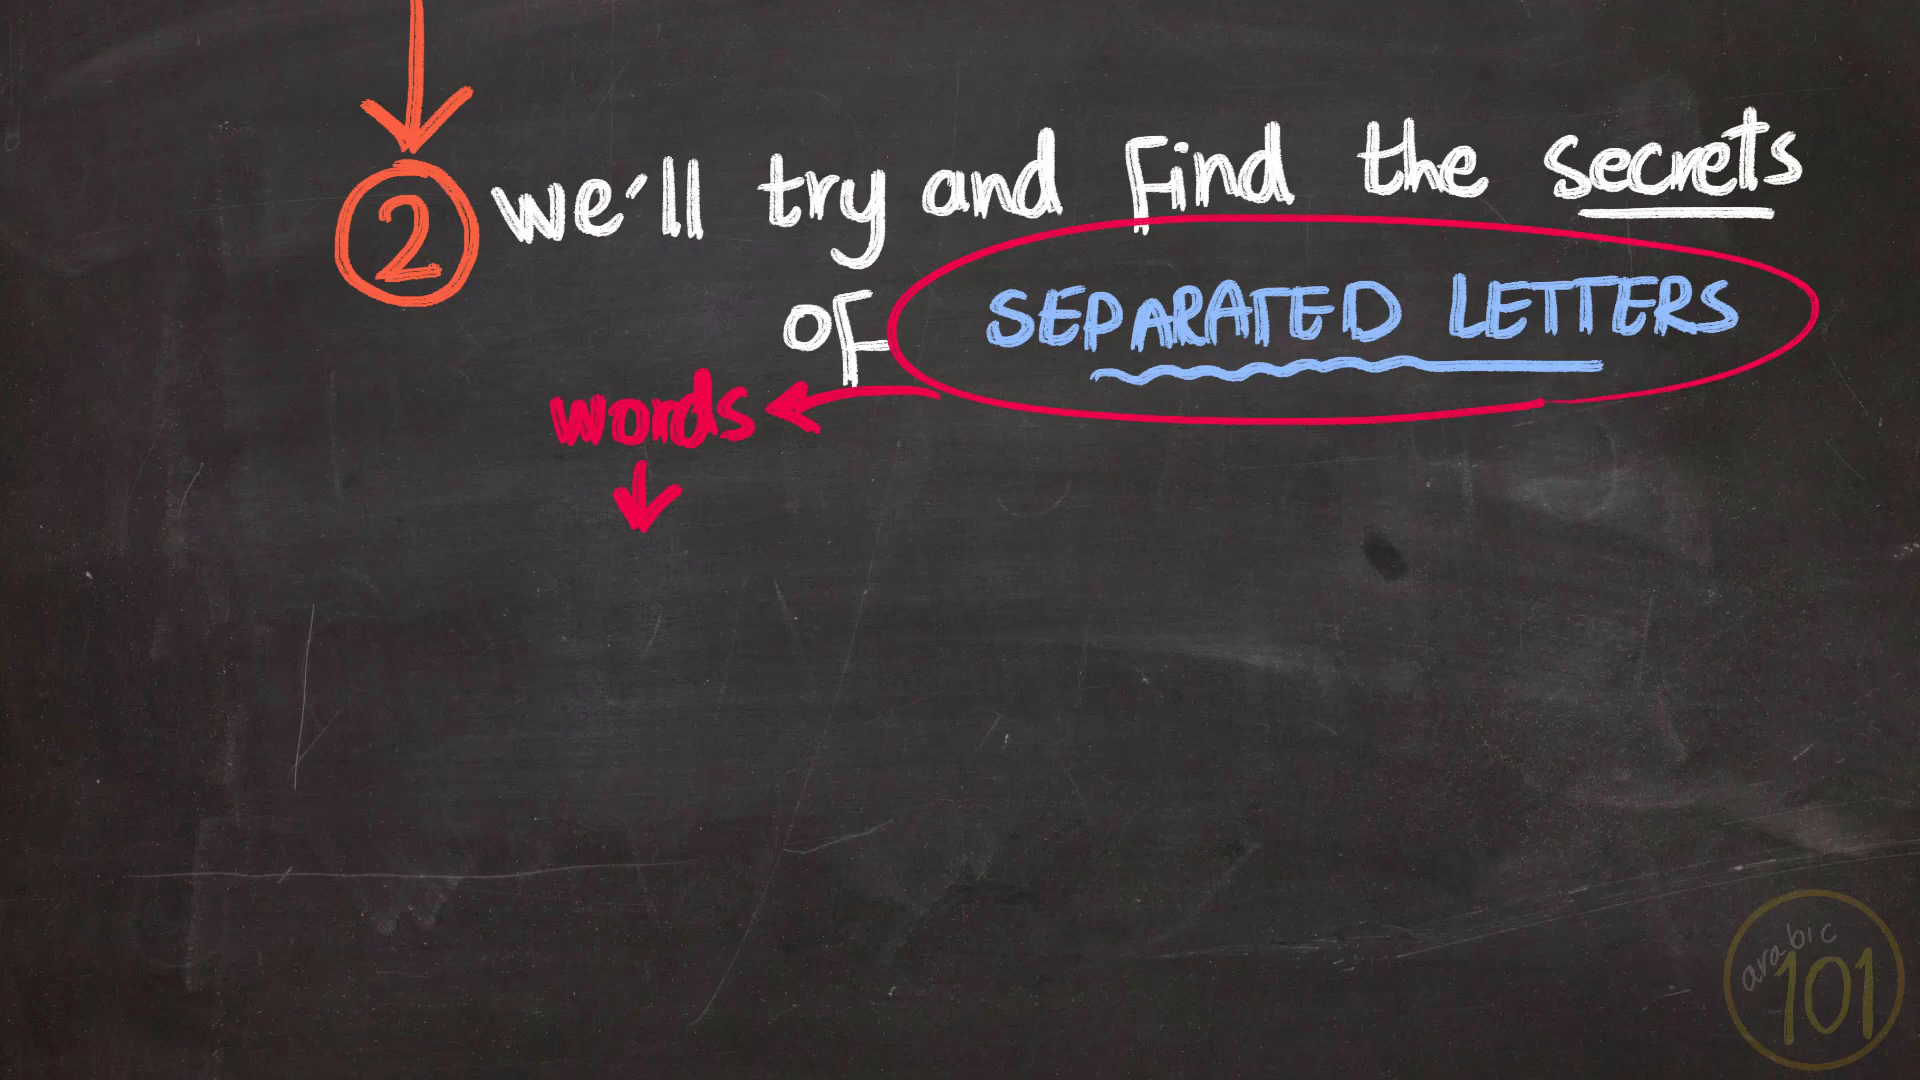 2 we'll try and find the secrets
of SEPARATED LETTERS
words
arabic
101